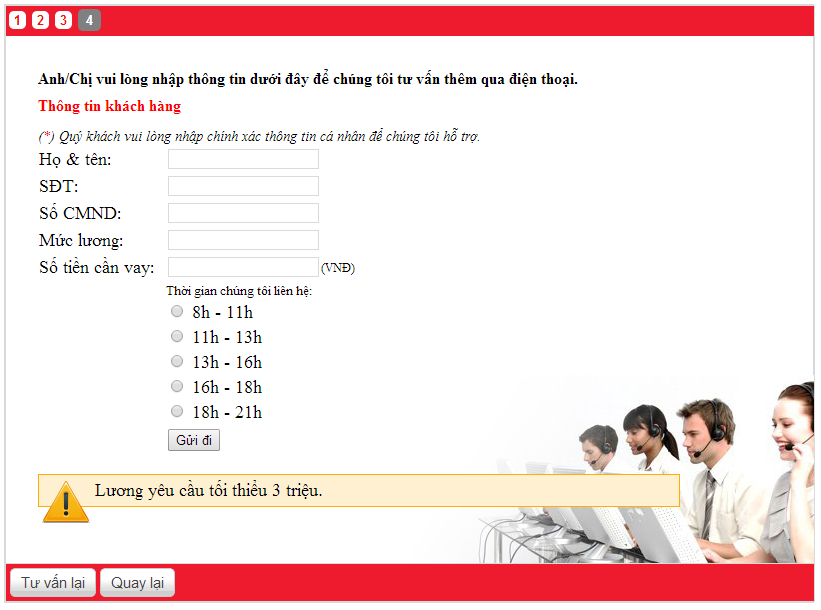 1 2 3 4
Anh/Chị vui lòng nhập thông tin dưới đây để chúng tôi tư vấn thêm qua điện thoại.
Thông tin khách hàng
(*) Quý khách vui lòng nhập chính xác thông tin cá nhân để chúng tôi hỗ trợ.
Họ & tên:
SĐT:
Số CMND:
Mức lương:
Số tiền cần vay: (VNĐ)
Thời gian chúng tôi liên hệ:
8h - 11h
11h - 13h
13h - 16h
16h - 18h
18h - 21h
Gửi đi
Lương yêu cầu tối thiểu 3 triệu.
Tư vấn lại Quay lại